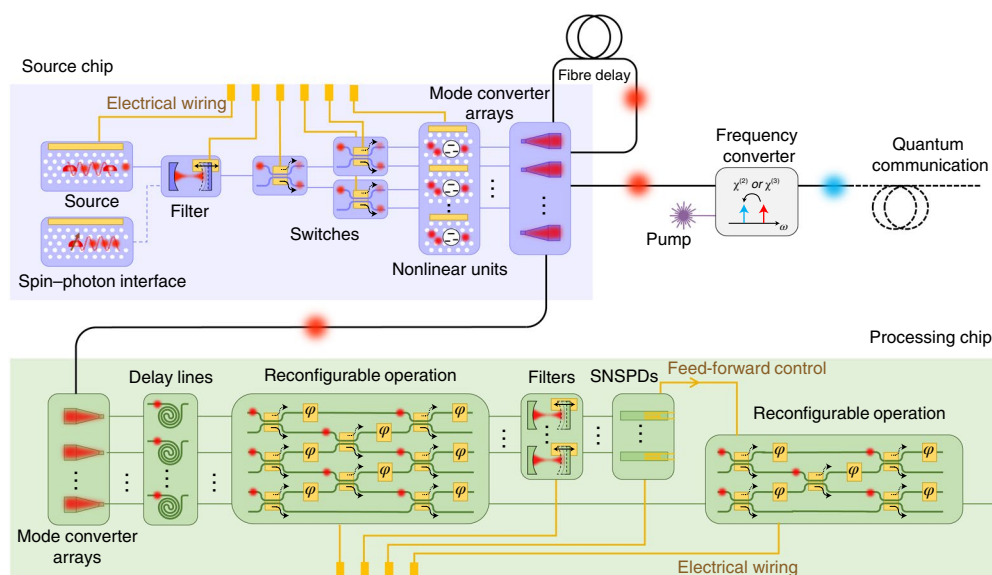 Source chip
Fibre delay
Electrical wiring
Mode converter
arrays
Frequency
converter
Quantum
communication
χ(2) or χ(3)
ω
Source
Filter
Switches
Pump
Nonlinear units
Spin–photon interface
Processing chip
Delay lines
Reconfigurable operation
Filters
SNSPDs
Feed-forward control
Reconfigurable operation
φ φ φ
φ φ
φ φ φ
φ φ
φ φ φ
φ φ
φ
φ φ
Mode converter
arrays
Electrical wiring